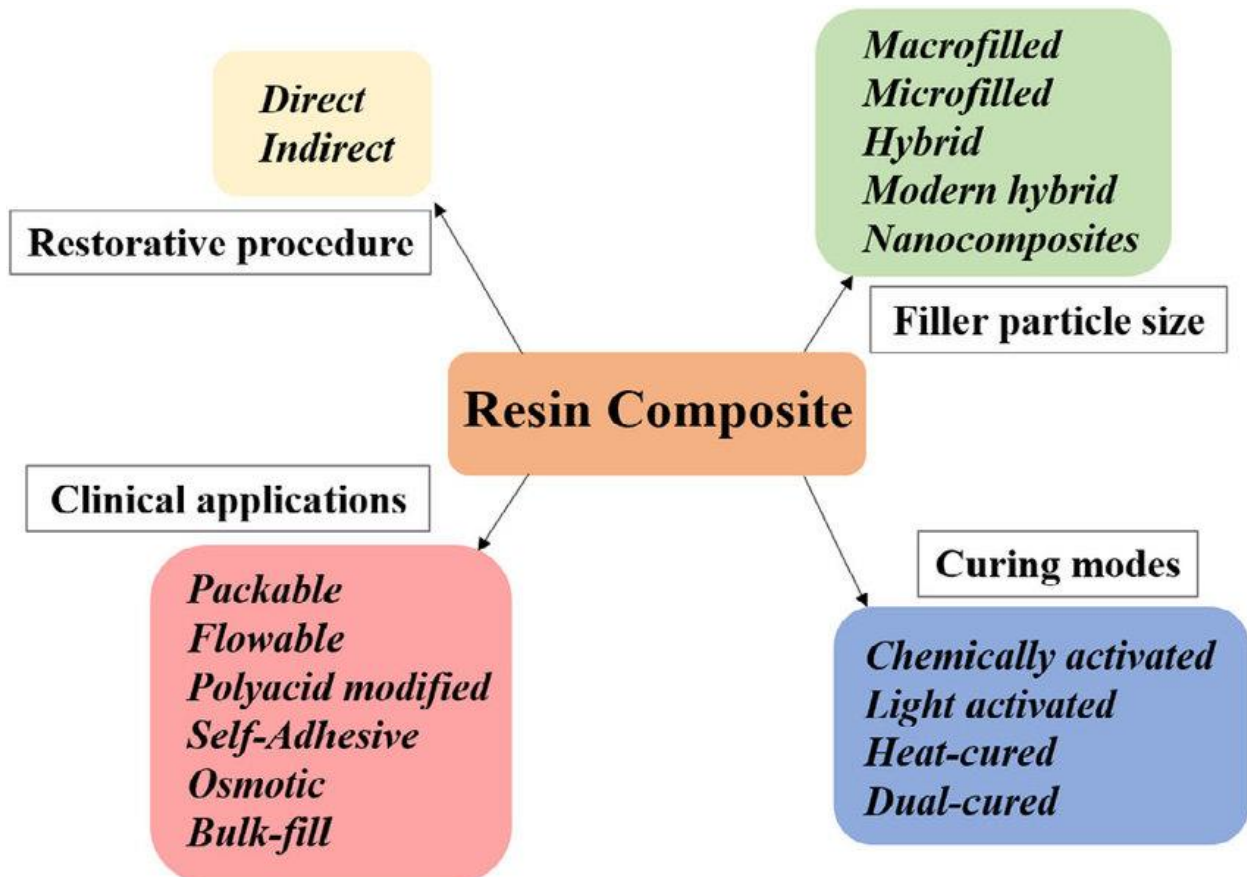 Direct
Indirect
Restorative procedure
Macrofilled
Microfilled
Hybrid
Modern hybrid
Nanocomposites
Filler particle size
Resin Composite
Clinical applications
Packable
Flowable
Polyacid modified
Self-Adhesive
Osmotic
Bulk-fill
Curing modes
Chemically activated
Light activated
Heat-cured
Dual-cured